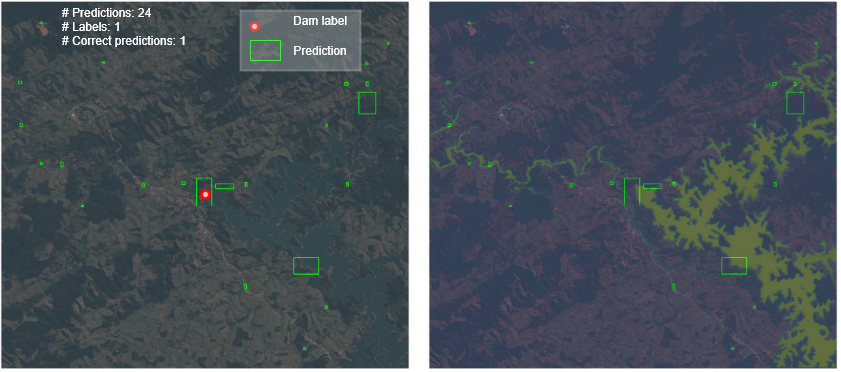 # Predictions: 24
# Labels: 1
# Correct predictions: 1
Dam label
Prediction